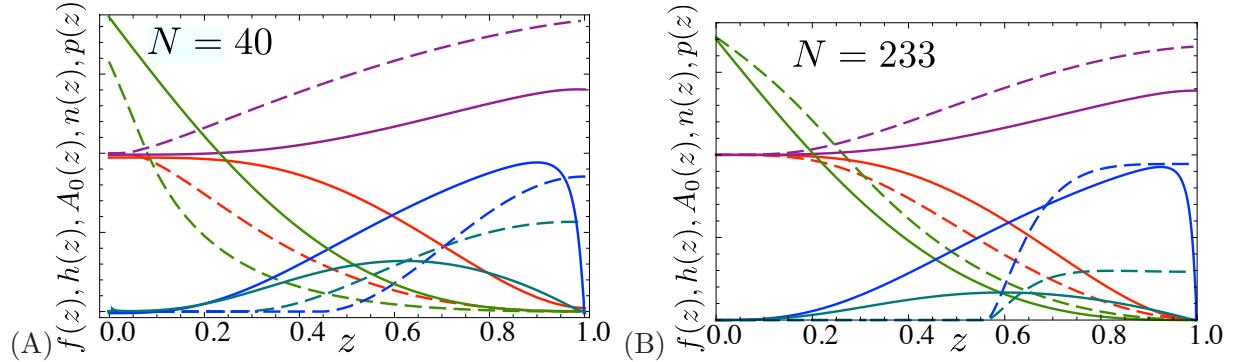 (A)
f(z), h(z), A₀(z), n(z), p(z)
N = 40
0.0 0.2 0.4 0.6 0.8 1.0
z
(B)
f(z), h(z), A₀(z), n(z), p(z)
N = 233
0.0 0.2 0.4 0.6 0.8 1.0
z